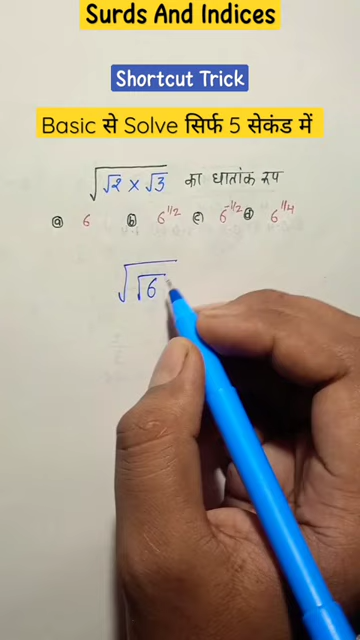 Surds And Indices
Shortcut Trick
Basic से Solve सिर्फ 5 सेकंड में
√(√2 × √3) का घातांक रूप
ⓐ 6 ⓑ 6^1/2 ⓒ 6^-1/2 ⓓ 6^1/4
√√6